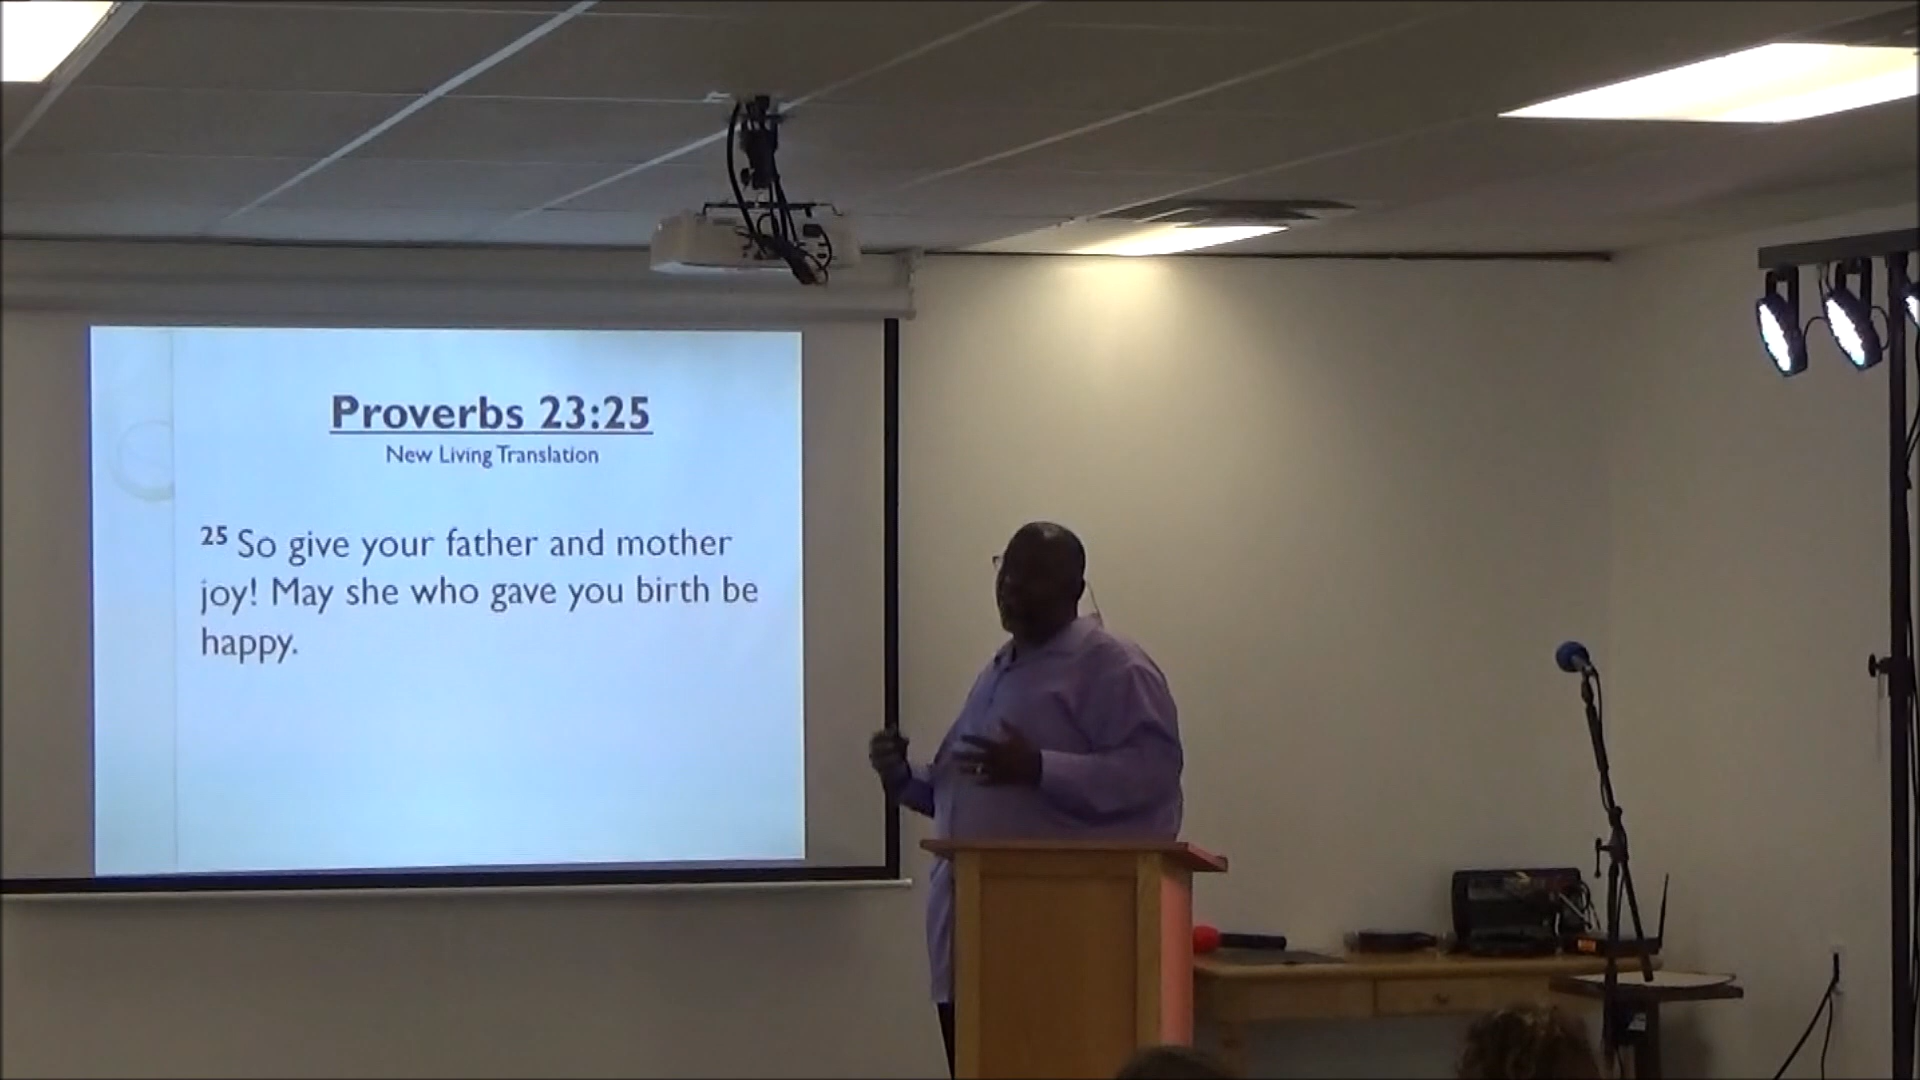 Proverbs 23:25
New Living Translation
25 So give your father and mother
joy! May she who gave you birth be
happy.